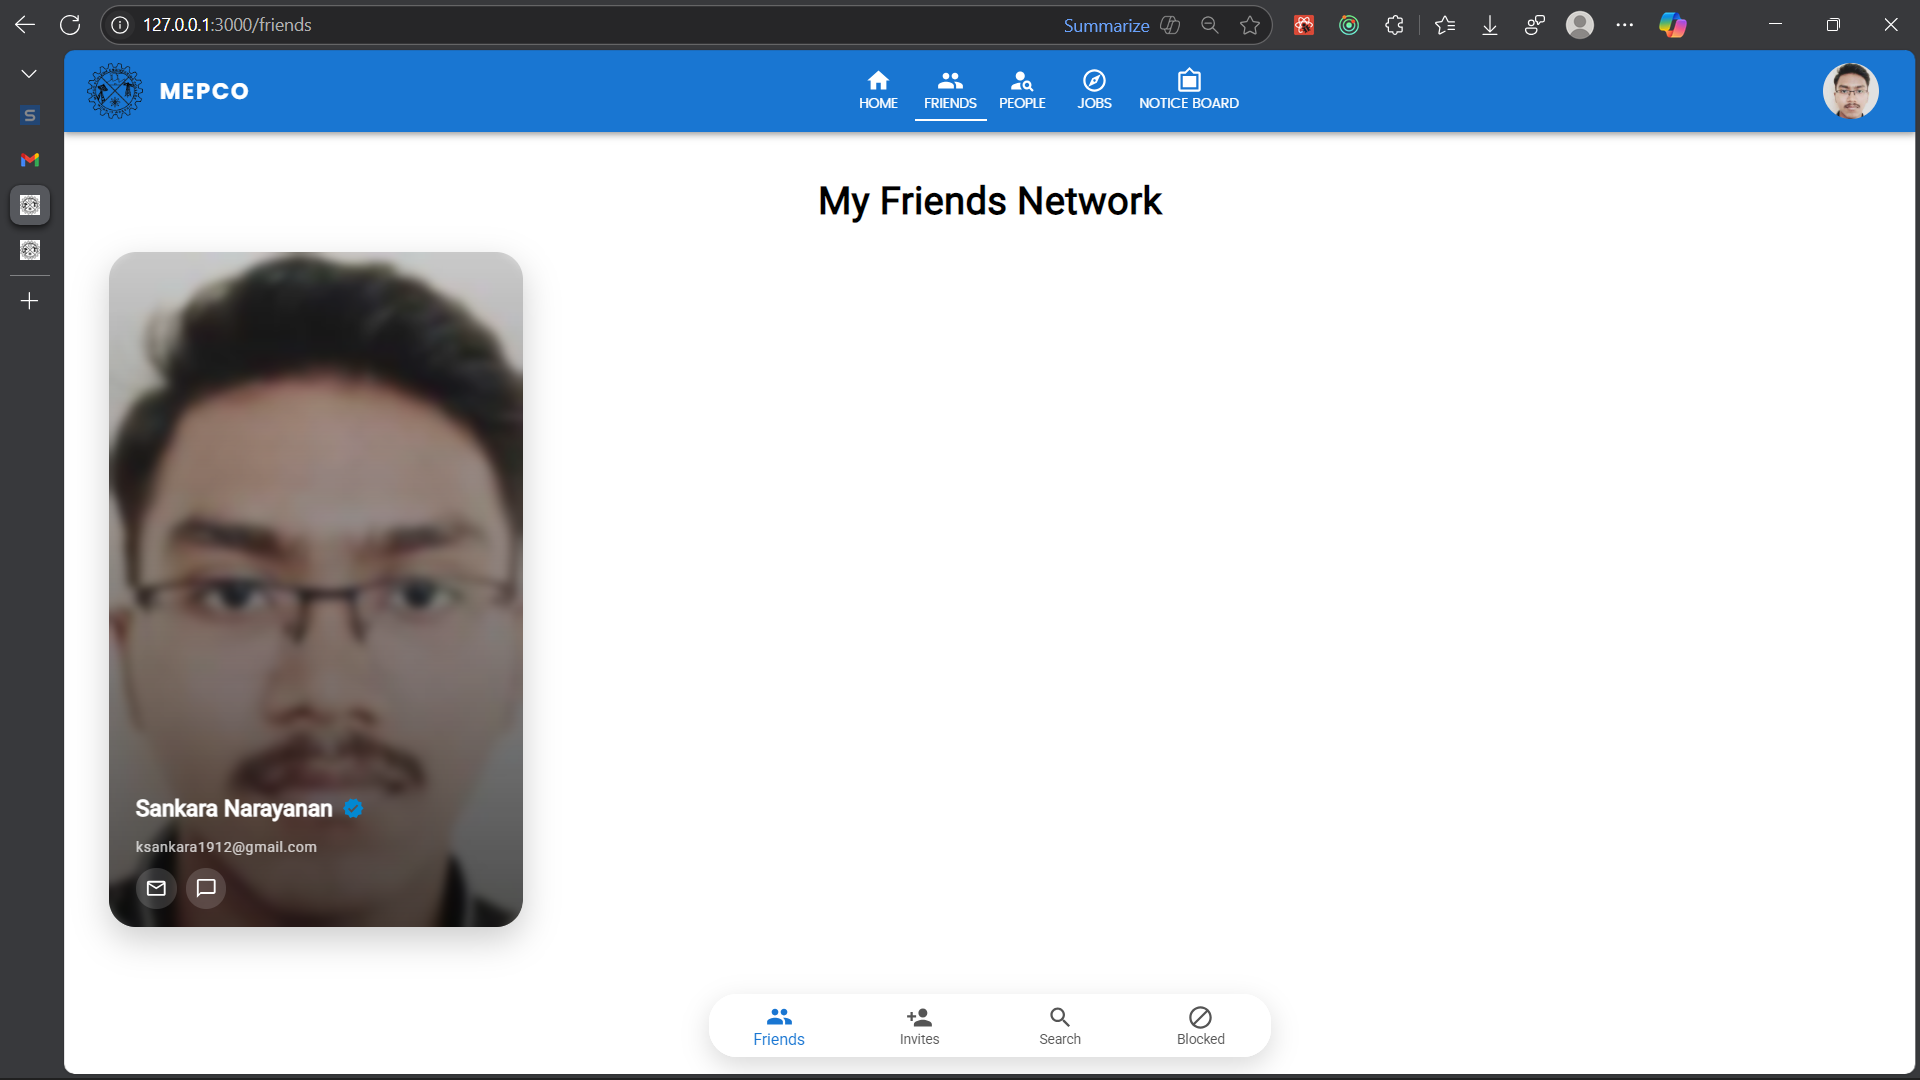 127.0.0.1:3000/friends
Summarize
S
MEPCO
HOME
FRIENDS
PEOPLE
JOBS
NOTICE BOARD
My Friends Network
Sankara Narayanan
ksankara1912@gmail.com
Friends
Invites
Search
Blocked